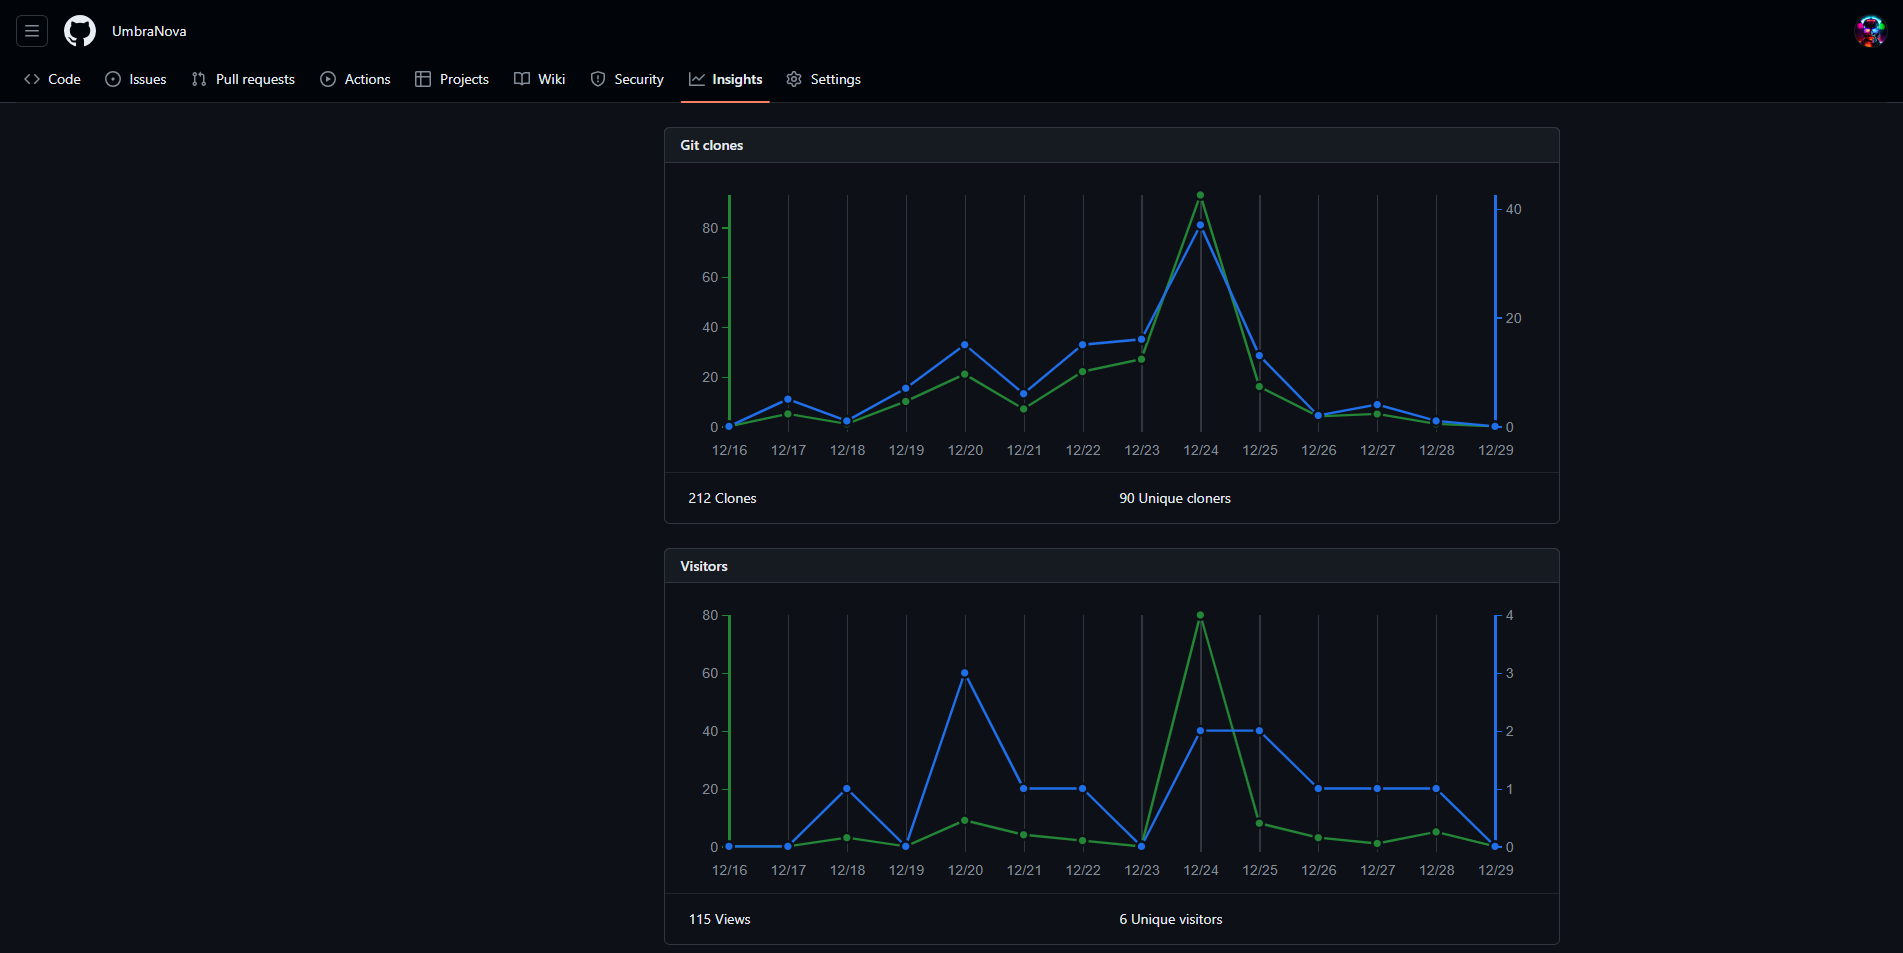 UmbraNova
Code Issues Pull requests Actions Projects Wiki Security Insights Settings
Git clones
80
60
40
20
0
40
20
0
12/16 12/17 12/18 12/19 12/20 12/21 12/22 12/23 12/24 12/25 12/26 12/27 12/28 12/29
212 Clones
90 Unique cloners
Visitors
80
60
40
20
0
4
3
2
1
0
12/16 12/17 12/18 12/19 12/20 12/21 12/22 12/23 12/24 12/25 12/26 12/27 12/28 12/29
115 Views
6 Unique visitors